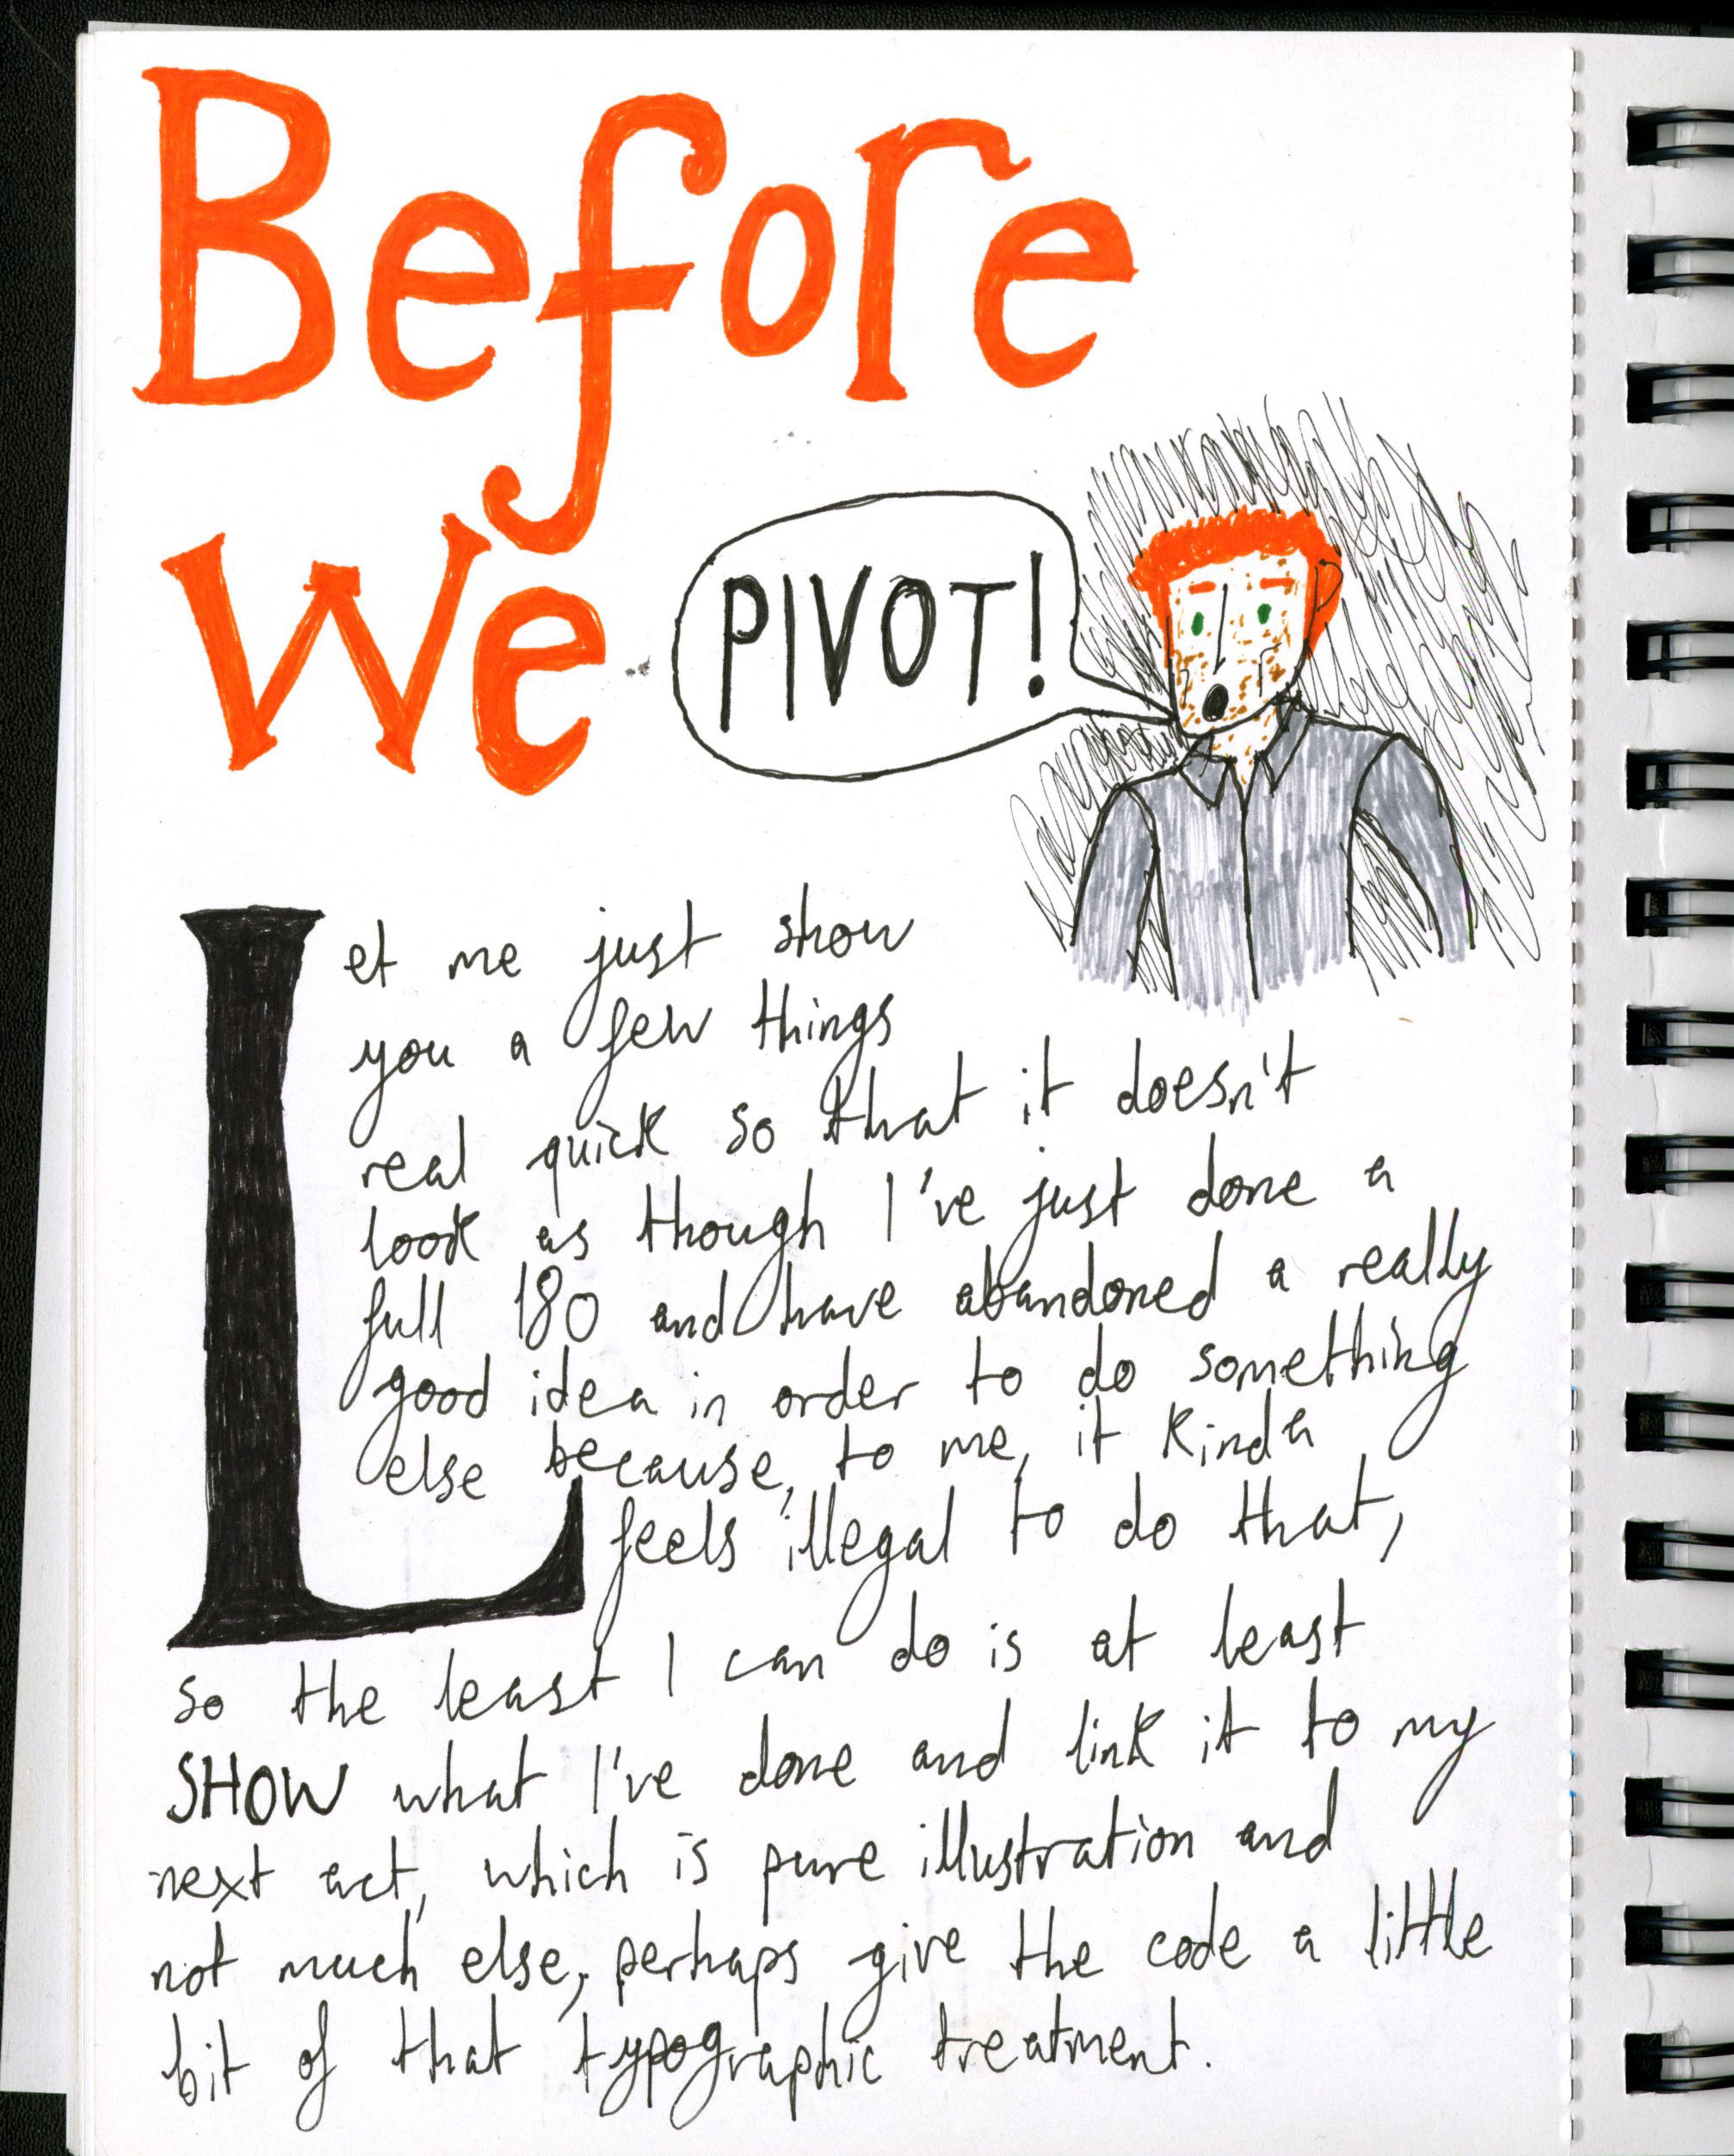 Before
We
PIVOT!
Let me just show
you a few things
real quick so that it doesn't
look as though I've just done a
full 180 and have abandoned a really
good idea in order to do something
else because, to me, it kinda
feels illegal to do that,
so the least I can do is at least
SHOW what I've done and link it to my
next act, which is pure illustration and
not much else, perhaps give the code a little
bit of that typographic treatment.